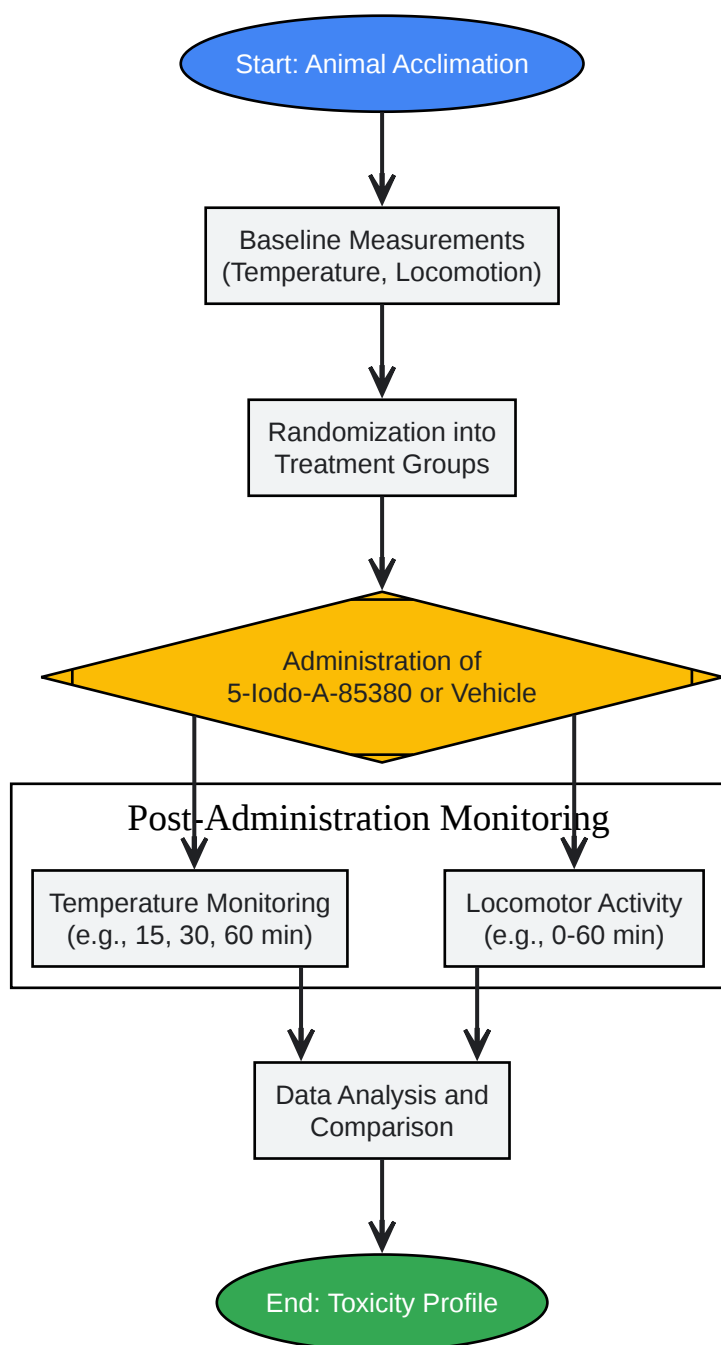 Start: Animal Acclimation
Baseline Measurements
(Temperature, Locomotion)
Randomization into
Treatment Groups
Administration of
5-Iodo-A-85380 or Vehicle
Post-Administration Monitoring
Temperature Monitoring
(e.g., 15, 30, 60 min)
Locomotor Activity
(e.g., 0-60 min)
Data Analysis and
Comparison
End: Toxicity Profile